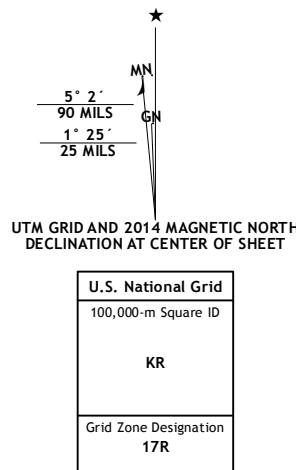 ★
MN
5° 2´
90 MILS
GN
1° 25´
25 MILS
UTM GRID AND 2014 MAGNETIC NORTH
DECLINATION AT CENTER OF SHEET
U.S. National Grid
100,000-m Square ID
KR
Grid Zone Designation
17R